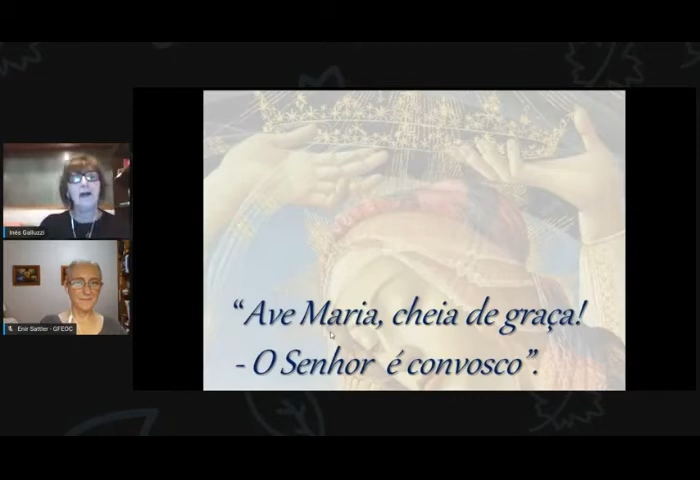 Inês Galluzzi
Enir Sattler - GFEOC
“Ave Maria, cheia de graça!
- O Senhor é convosco”.